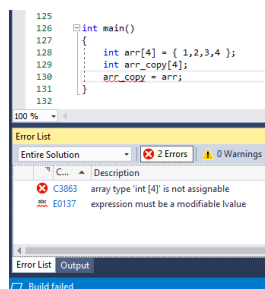 125
126 int main()
127 {
128 int arr[4] = { 1,2,3,4 };
129 int arr_copy[4];
130 arr_copy = arr;
131 }
132
100 %
Error List
Entire Solution 2 Errors 0 Warnings
C... Description
C3863 array type 'int [4]' is not assignable
abc E0137 expression must be a modifiable lvalue
Error List Output
Build failed